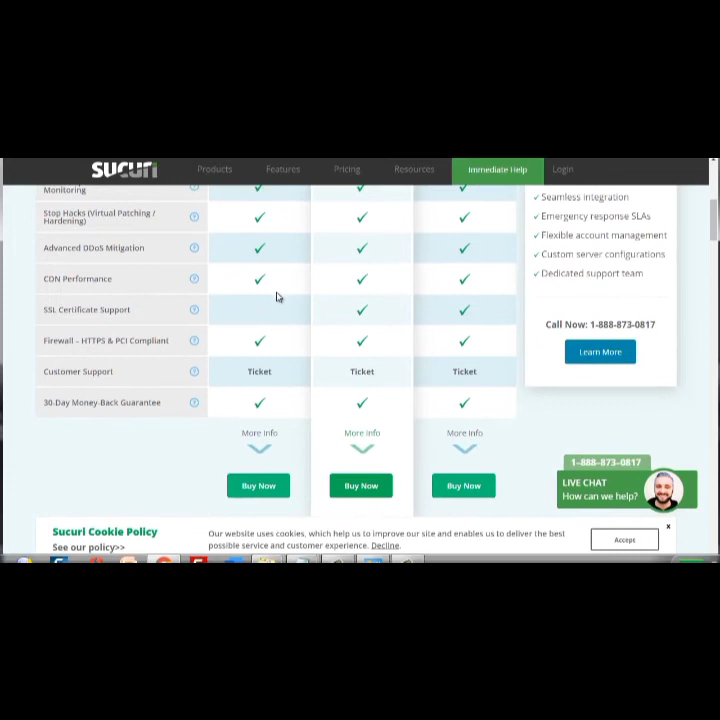 sucuri
Products
Features
Pricing
Resources
Immediate Help
Login
Monitoring
Stop Hacks (Virtual Patching /
Hardening)
Advanced DDoS Mitigation
CDN Performance
SSL Certificate Support
Firewall – HTTPS & PCI Compliant
Customer Support
Ticket
Ticket
Ticket
30-Day Money-Back Guarantee
More Info
More Info
More Info
Buy Now
Buy Now
Buy Now
Seamless integration
Emergency response SLAs
Flexible account management
Custom server configurations
Dedicated support team
Call Now: 1-888-873-0817
Learn More
1-888-873-0817
LIVE CHAT
How can we help?
Sucuri Cookie Policy
See our policy>>
Our website uses cookies, which help us to improve our site and enables us to deliver the best
possible service and customer experience. Decline.
Accept
x